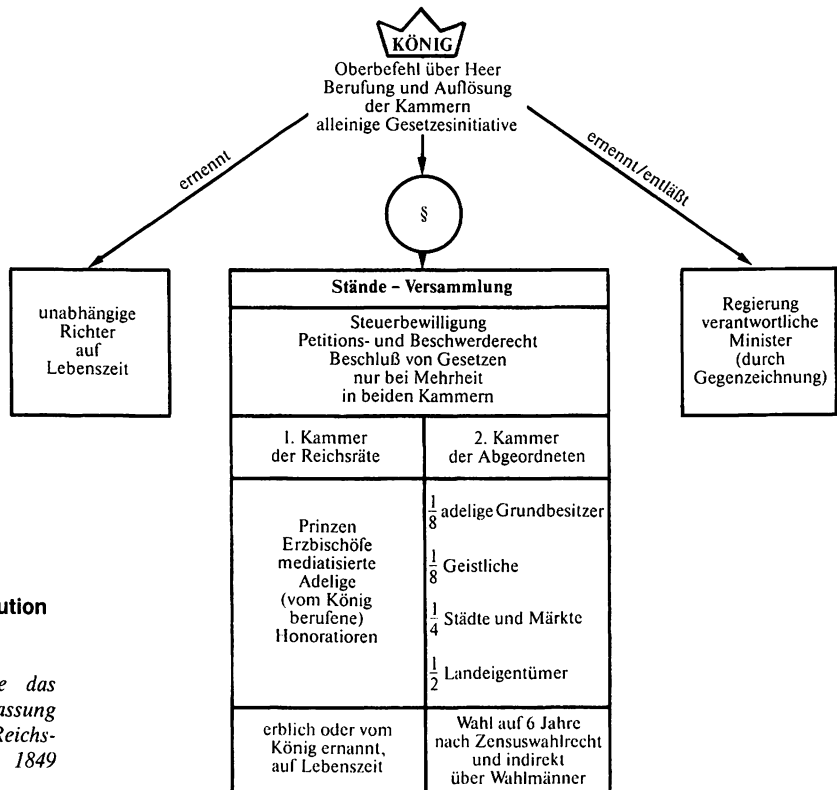 KÖNIG
Oberbefehl über Heer
Berufung und Auflösung
der Kammern
alleinige Gesetzesinitiative
ernennt
ernennt/entläßt
§
unabhängige
Richter
auf
Lebenszeit
Stände – Versammlung
Steuerbewilligung
Petitions- und Beschwerderecht
Beschluß von Gesetzen
nur bei Mehrheit
in beiden Kammern
Regierung
verantwortliche
Minister
(durch
Gegenzeichnung)
1. Kammer
der Reichsräte
2. Kammer
der Abgeordneten
Prinzen
Erzbischöfe
mediatisierte
Adelige
(vom König
berufene)
Honoratioren
1/8 adelige Grundbesitzer
1/8 Geistliche
1/4 Städte und Märkte
1/2 Landeigentümer
erblich oder vom
König ernannt,
auf Lebenszeit
Wahl auf 6 Jahre
nach Zensuswahlrecht
und indirekt
über Wahlmänner
ution
e das
assung
Reichs-
1849